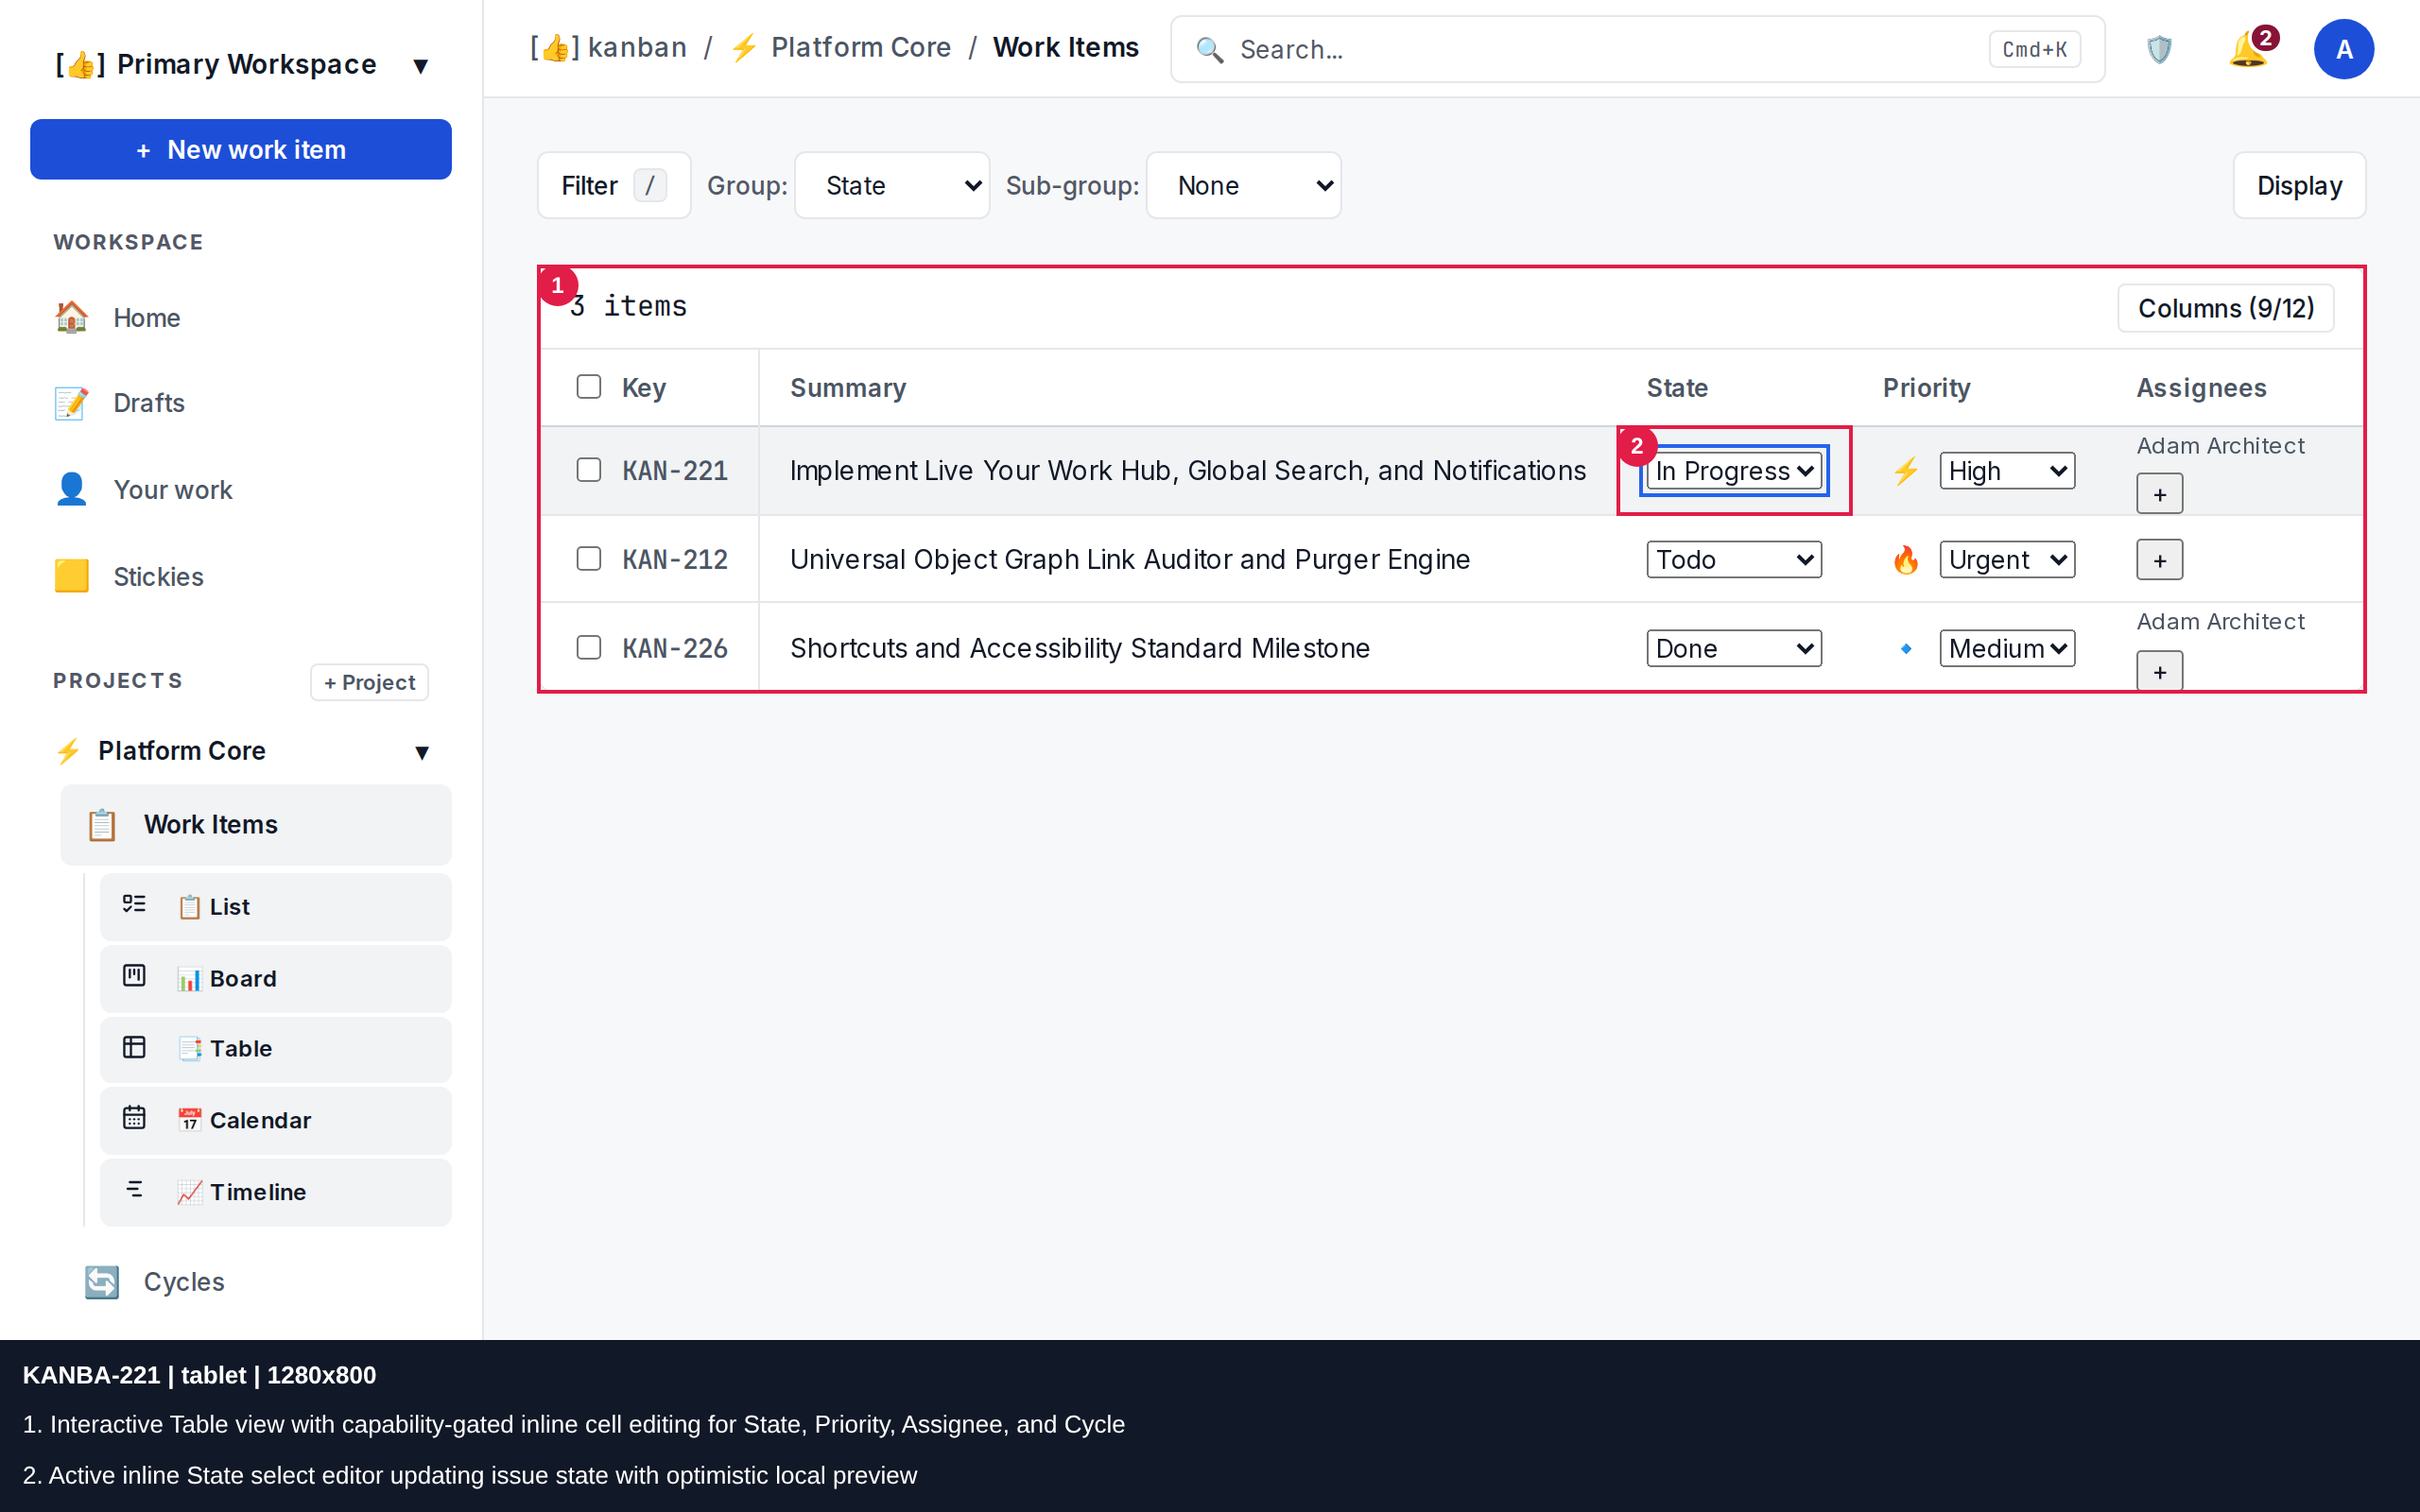 [👍] Primary Workspace ▼
+ New work item
WORKSPACE
🏠 Home
📝 Drafts
👤 Your work
🟨 Stickies
PROJECTS + Project
⚡ Platform Core ▼
📋 Work Items
📋 List
📊 Board
📑 Table
📅 Calendar
📈 Timeline
🔄 Cycles
[👍] kanban / ⚡ Platform Core / Work Items
🔍 Search... Cmd+K
2
A
Filter / Group: State Sub-group: None Display
1
3 items Columns (9/12)
Key Summary State Priority Assignees
KAN-221 Implement Live Your Work Hub, Global Search, and Notifications 2 In Progress ⚡ High Adam Architect +
KAN-212 Universal Object Graph Link Auditor and Purger Engine Todo 🔥 Urgent +
KAN-226 Shortcuts and Accessibility Standard Milestone Done 🔹 Medium Adam Architect +
KANBA-221 | tablet | 1280x800
1. Interactive Table view with capability-gated inline cell editing for State, Priority, Assignee, and Cycle
2. Active inline State select editor updating issue state with optimistic local preview